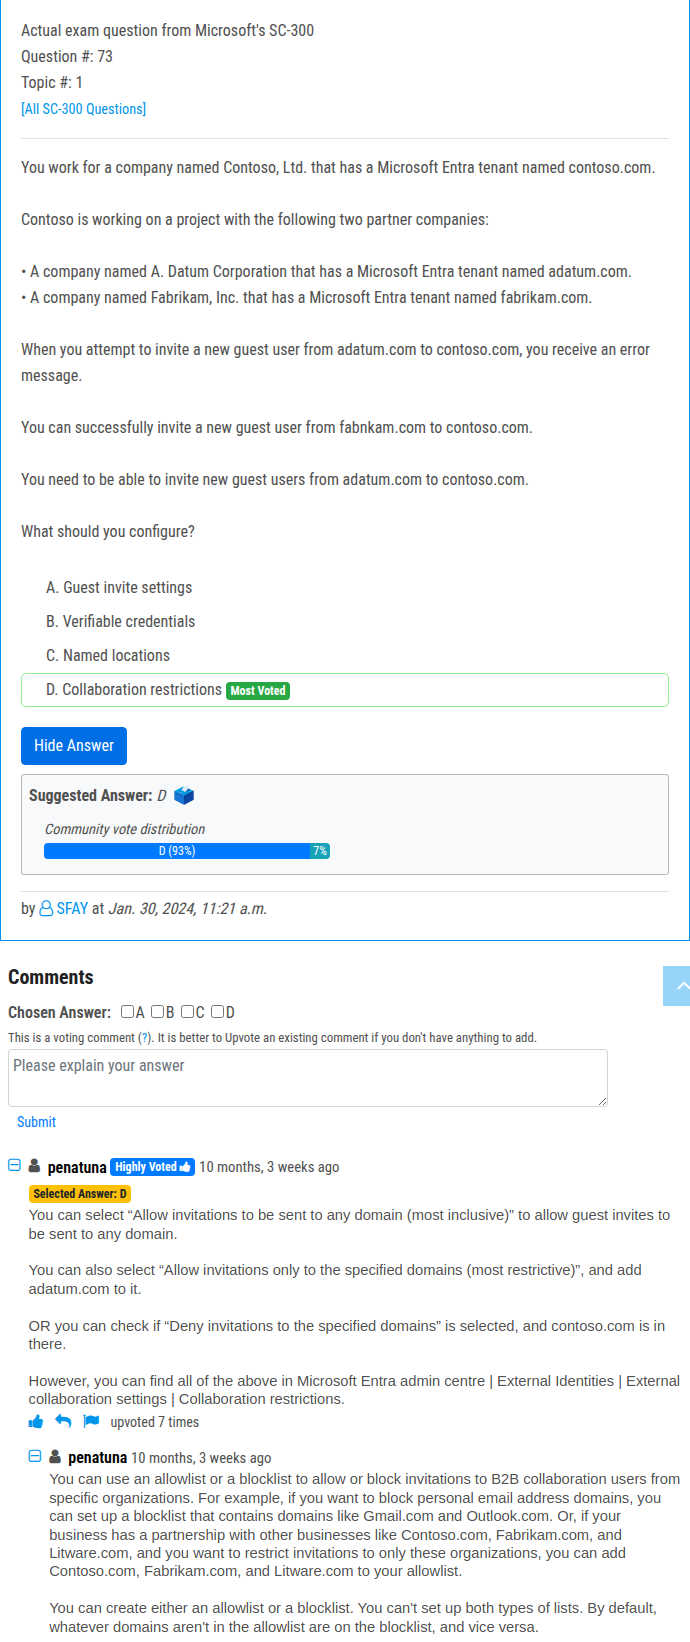 Actual exam question from Microsoft's SC-300
Question #: 73
Topic #: 1
[All SC-300 Questions]
You work for a company named Contoso, Ltd. that has a Microsoft Entra tenant named contoso.com.
Contoso is working on a project with the following two partner companies:
• A company named A. Datum Corporation that has a Microsoft Entra tenant named adatum.com.
• A company named Fabrikam, Inc. that has a Microsoft Entra tenant named fabrikam.com.
When you attempt to invite a new guest user from adatum.com to contoso.com, you receive an error
message.
You can successfully invite a new guest user from fabnkam.com to contoso.com.
You need to be able to invite new guest users from adatum.com to contoso.com.
What should you configure?
A. Guest invite settings
B. Verifiable credentials
C. Named locations
D. Collaboration restrictions Most Voted
Hide Answer
Suggested Answer: D
Community vote distribution
D (93%) 7%
by SFAY at Jan. 30, 2024, 11:21 a.m.
Comments
Chosen Answer: A B C D
This is a voting comment (?). It is better to Upvote an existing comment if you don't have anything to add.
Please explain your answer
Submit
penatuna Highly Voted 10 months, 3 weeks ago
Selected Answer: D
You can select “Allow invitations to be sent to any domain (most inclusive)” to allow guest invites to
be sent to any domain.
You can also select “Allow invitations only to the specified domains (most restrictive)”, and add
adatum.com to it.
OR you can check if “Deny invitations to the specified domains” is selected, and contoso.com is in
there.
However, you can find all of the above in Microsoft Entra admin centre | External Identities | External
collaboration settings | Collaboration restrictions.
upvoted 7 times
penatuna 10 months, 3 weeks ago
You can use an allowlist or a blocklist to allow or block invitations to B2B collaboration users from
specific organizations. For example, if you want to block personal email address domains, you
can set up a blocklist that contains domains like Gmail.com and Outlook.com. Or, if your
business has a partnership with other businesses like Contoso.com, Fabrikam.com, and
Litware.com, and you want to restrict invitations to only these organizations, you can add
Contoso.com, Fabrikam.com, and Litware.com to your allowlist.
You can create either an allowlist or a blocklist. You can't set up both types of lists. By default,
whatever domains aren't in the allowlist are on the blocklist, and vice versa.